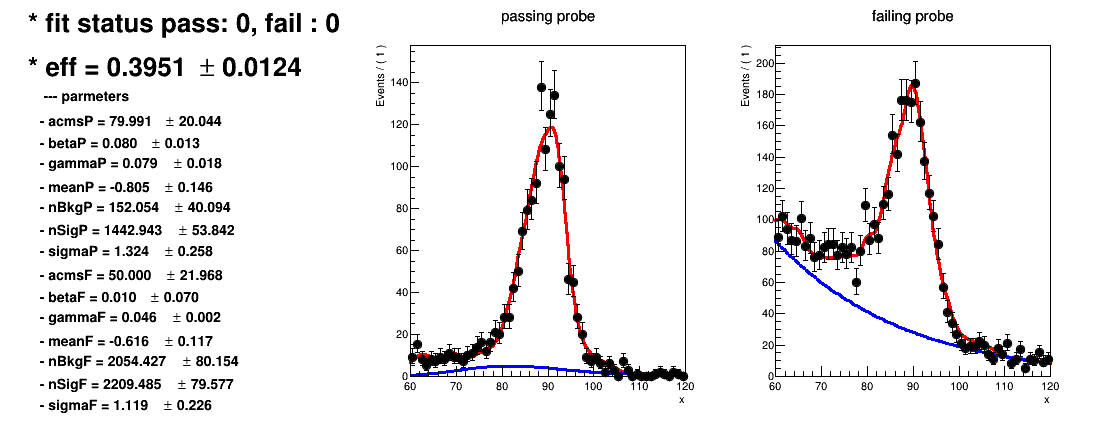 * fit status pass: 0, fail : 0
* eff = 0.3951 ± 0.0124
--- parmeters
- acmsP = 79.991 ± 20.044
- betaP = 0.080 ± 0.013
- gammaP = 0.079 ± 0.018
- meanP = -0.805 ± 0.146
- nBkgP = 152.054 ± 40.094
- nSigP = 1442.943 ± 53.842
- sigmaP = 1.324 ± 0.258
- acmsF = 50.000 ± 21.968
- betaF = 0.010 ± 0.070
- gammaF = 0.046 ± 0.002
- meanF = -0.616 ± 0.117
- nBkgF = 2054.427 ± 80.154
- nSigF = 2209.485 ± 79.577
- sigmaF = 1.119 ± 0.226
passing probe
Events / ( 1 )
140
120
100
80
60
40
20
0
60 70 80 90 100 110 120
x
failing probe
Events / ( 1 )
200
180
160
140
120
100
80
60
40
20
0
60 70 80 90 100 110 120
x